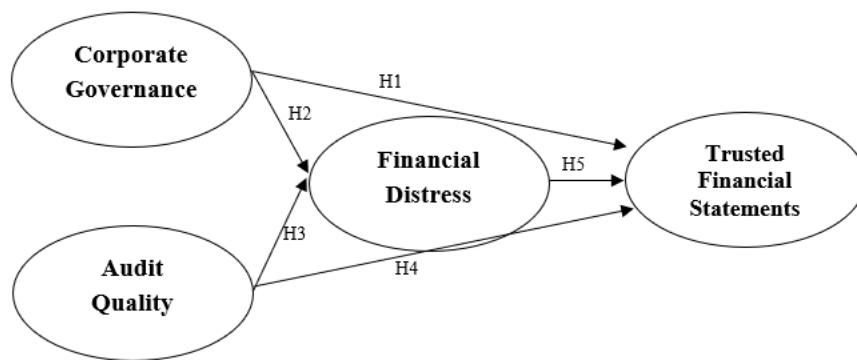 Corporate
Governance
H1
H2
Financial
Distress
H5
Trusted
Financial
Statements
H3
Audit
Quality
H4